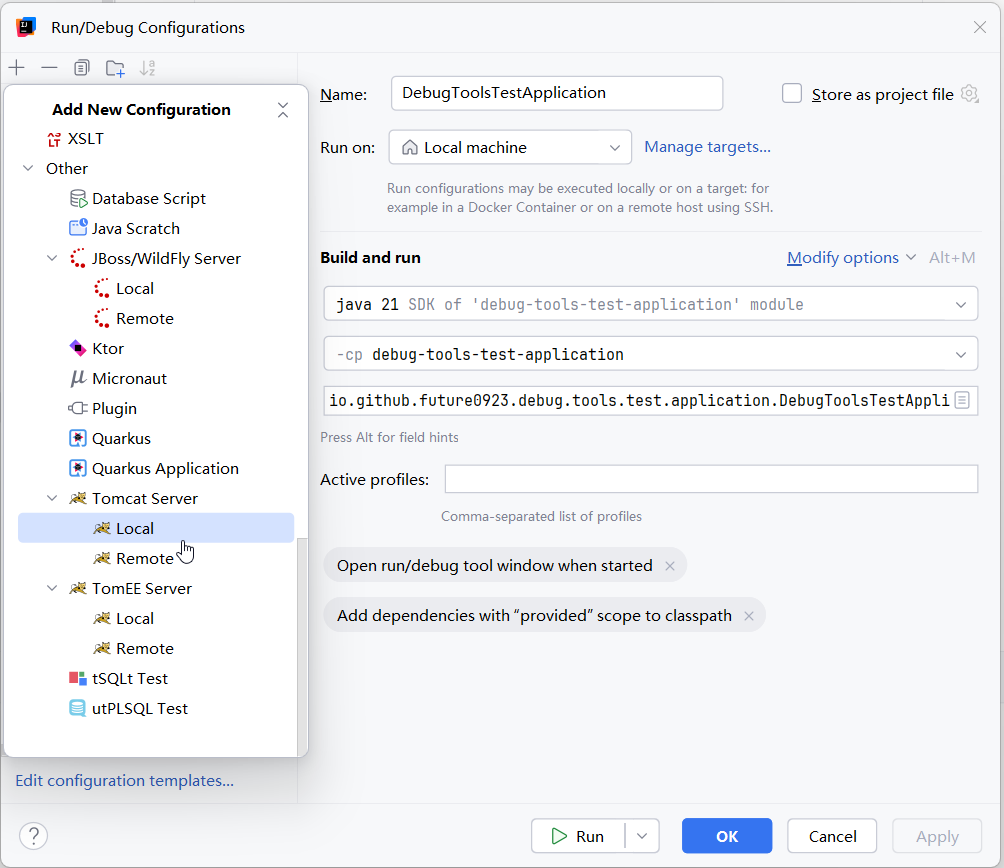 Run/Debug Configurations
Add New Configuration
XSLT
Other
Database Script
Java Scratch
JBoss/WildFly Server
Local
Remote
Ktor
Micronaut
Plugin
Quarkus
Quarkus Application
Tomcat Server
Local
Remote
TomEE Server
Local
Remote
tSQLt Test
utPLSQL Test
Edit configuration templates...
Name: DebugToolsTestApplication
Store as project file
Run on: Local machine
Manage targets...
Run configurations may be executed locally or on a target: for
example in a Docker Container or on a remote host using SSH.
Build and run
Modify options Alt+M
java 21 SDK of 'debug-tools-test-application' module
-cp debug-tools-test-application
io.github.future0923.debug.tools.test.application.DebugToolsTestAppli
Press Alt for field hints
Active profiles:
Comma-separated list of profiles
Open run/debug tool window when started
Add dependencies with “provided” scope to classpath
?
Run
OK
Cancel
Apply